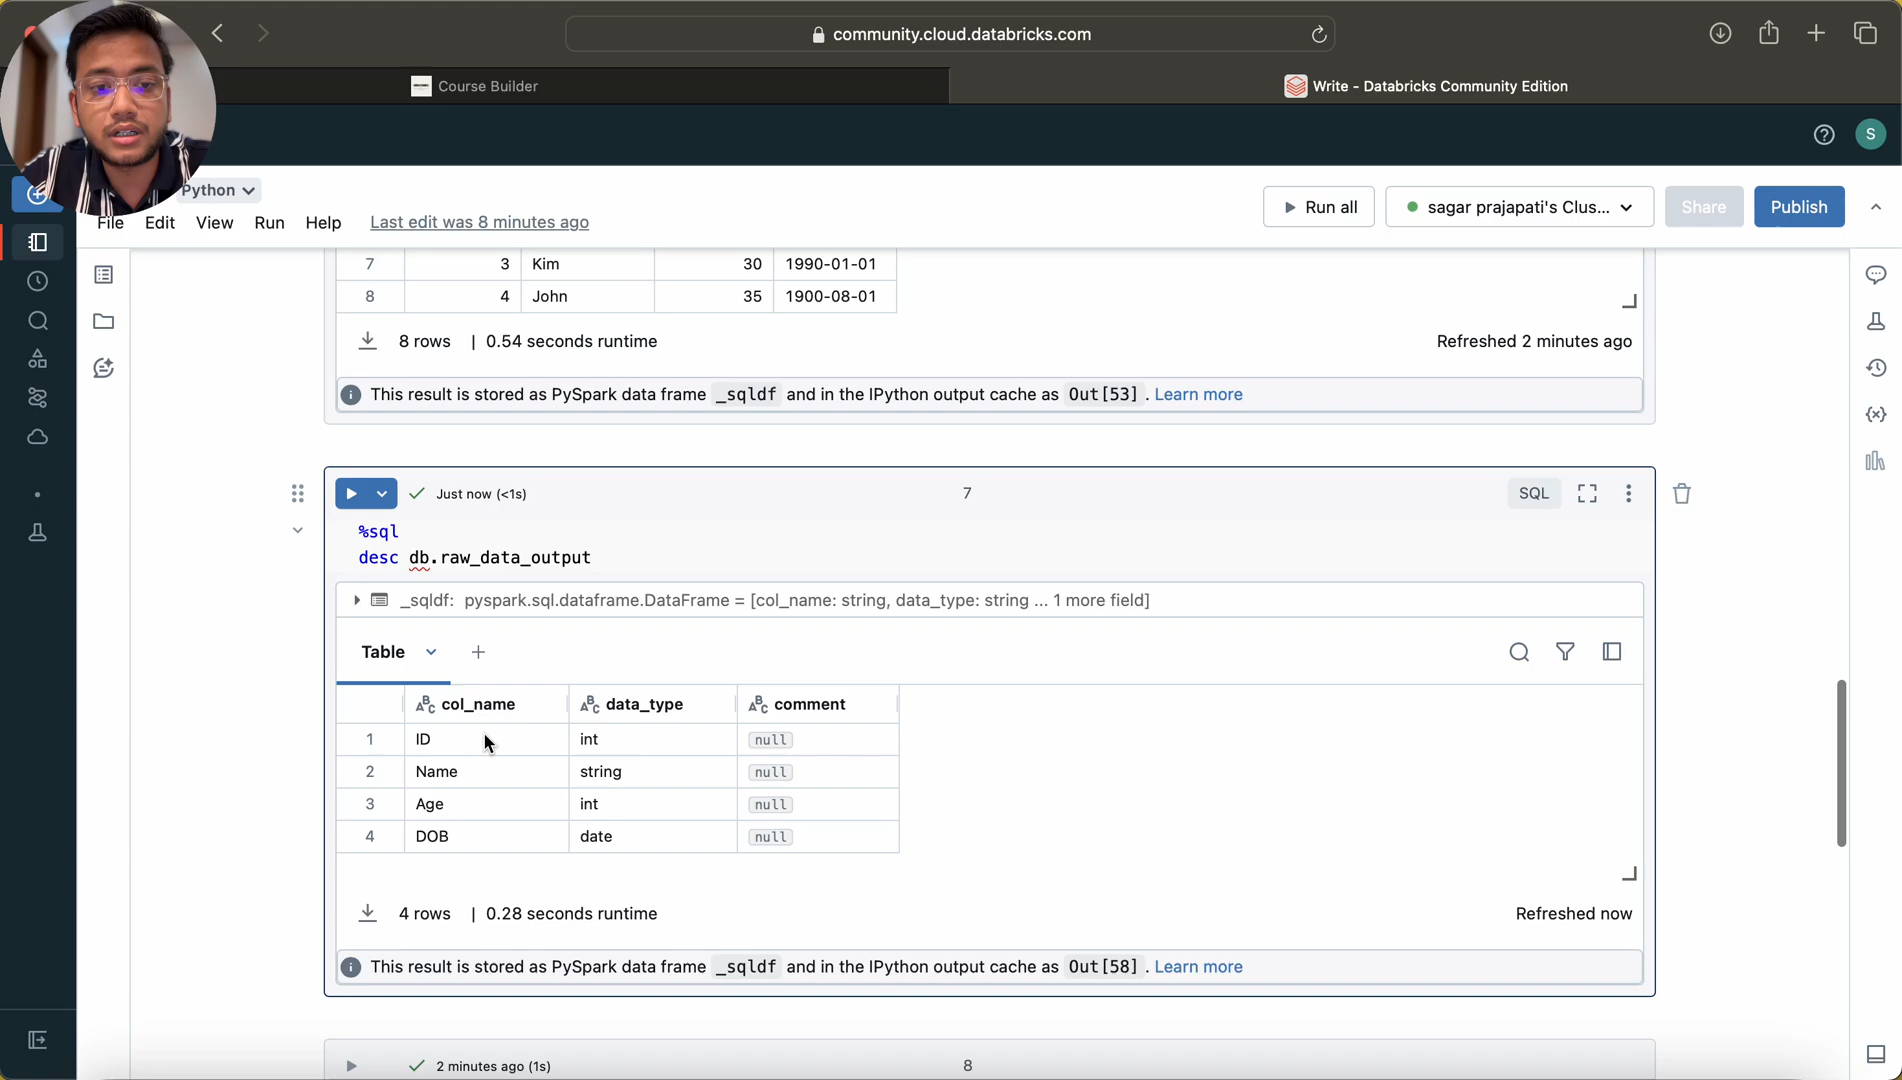 community.cloud.databricks.com
Course Builder
Write - Databricks Community Edition
S
Python
File Edit View Run Help Last edit was 8 minutes ago
Run all
sagar prajapati's Clus...
Share
Publish
7 3 Kim 30 1990-01-01
8 4 John 35 1900-08-01
8 rows | 0.54 seconds runtime
Refreshed 2 minutes ago
This result is stored as PySpark data frame _sqldf and in the IPython output cache as Out[53] . Learn more
Just now (<1s)
7
SQL
%sql
desc db.raw_data_output
_sqldf: pyspark.sql.dataframe.DataFrame = [col_name: string, data_type: string ... 1 more field]
Table
col_name data_type comment
1 ID int null
2 Name string null
3 Age int null
4 DOB date null
4 rows | 0.28 seconds runtime
Refreshed now
This result is stored as PySpark data frame _sqldf and in the IPython output cache as Out[58] . Learn more
2 minutes ago (1s)
8